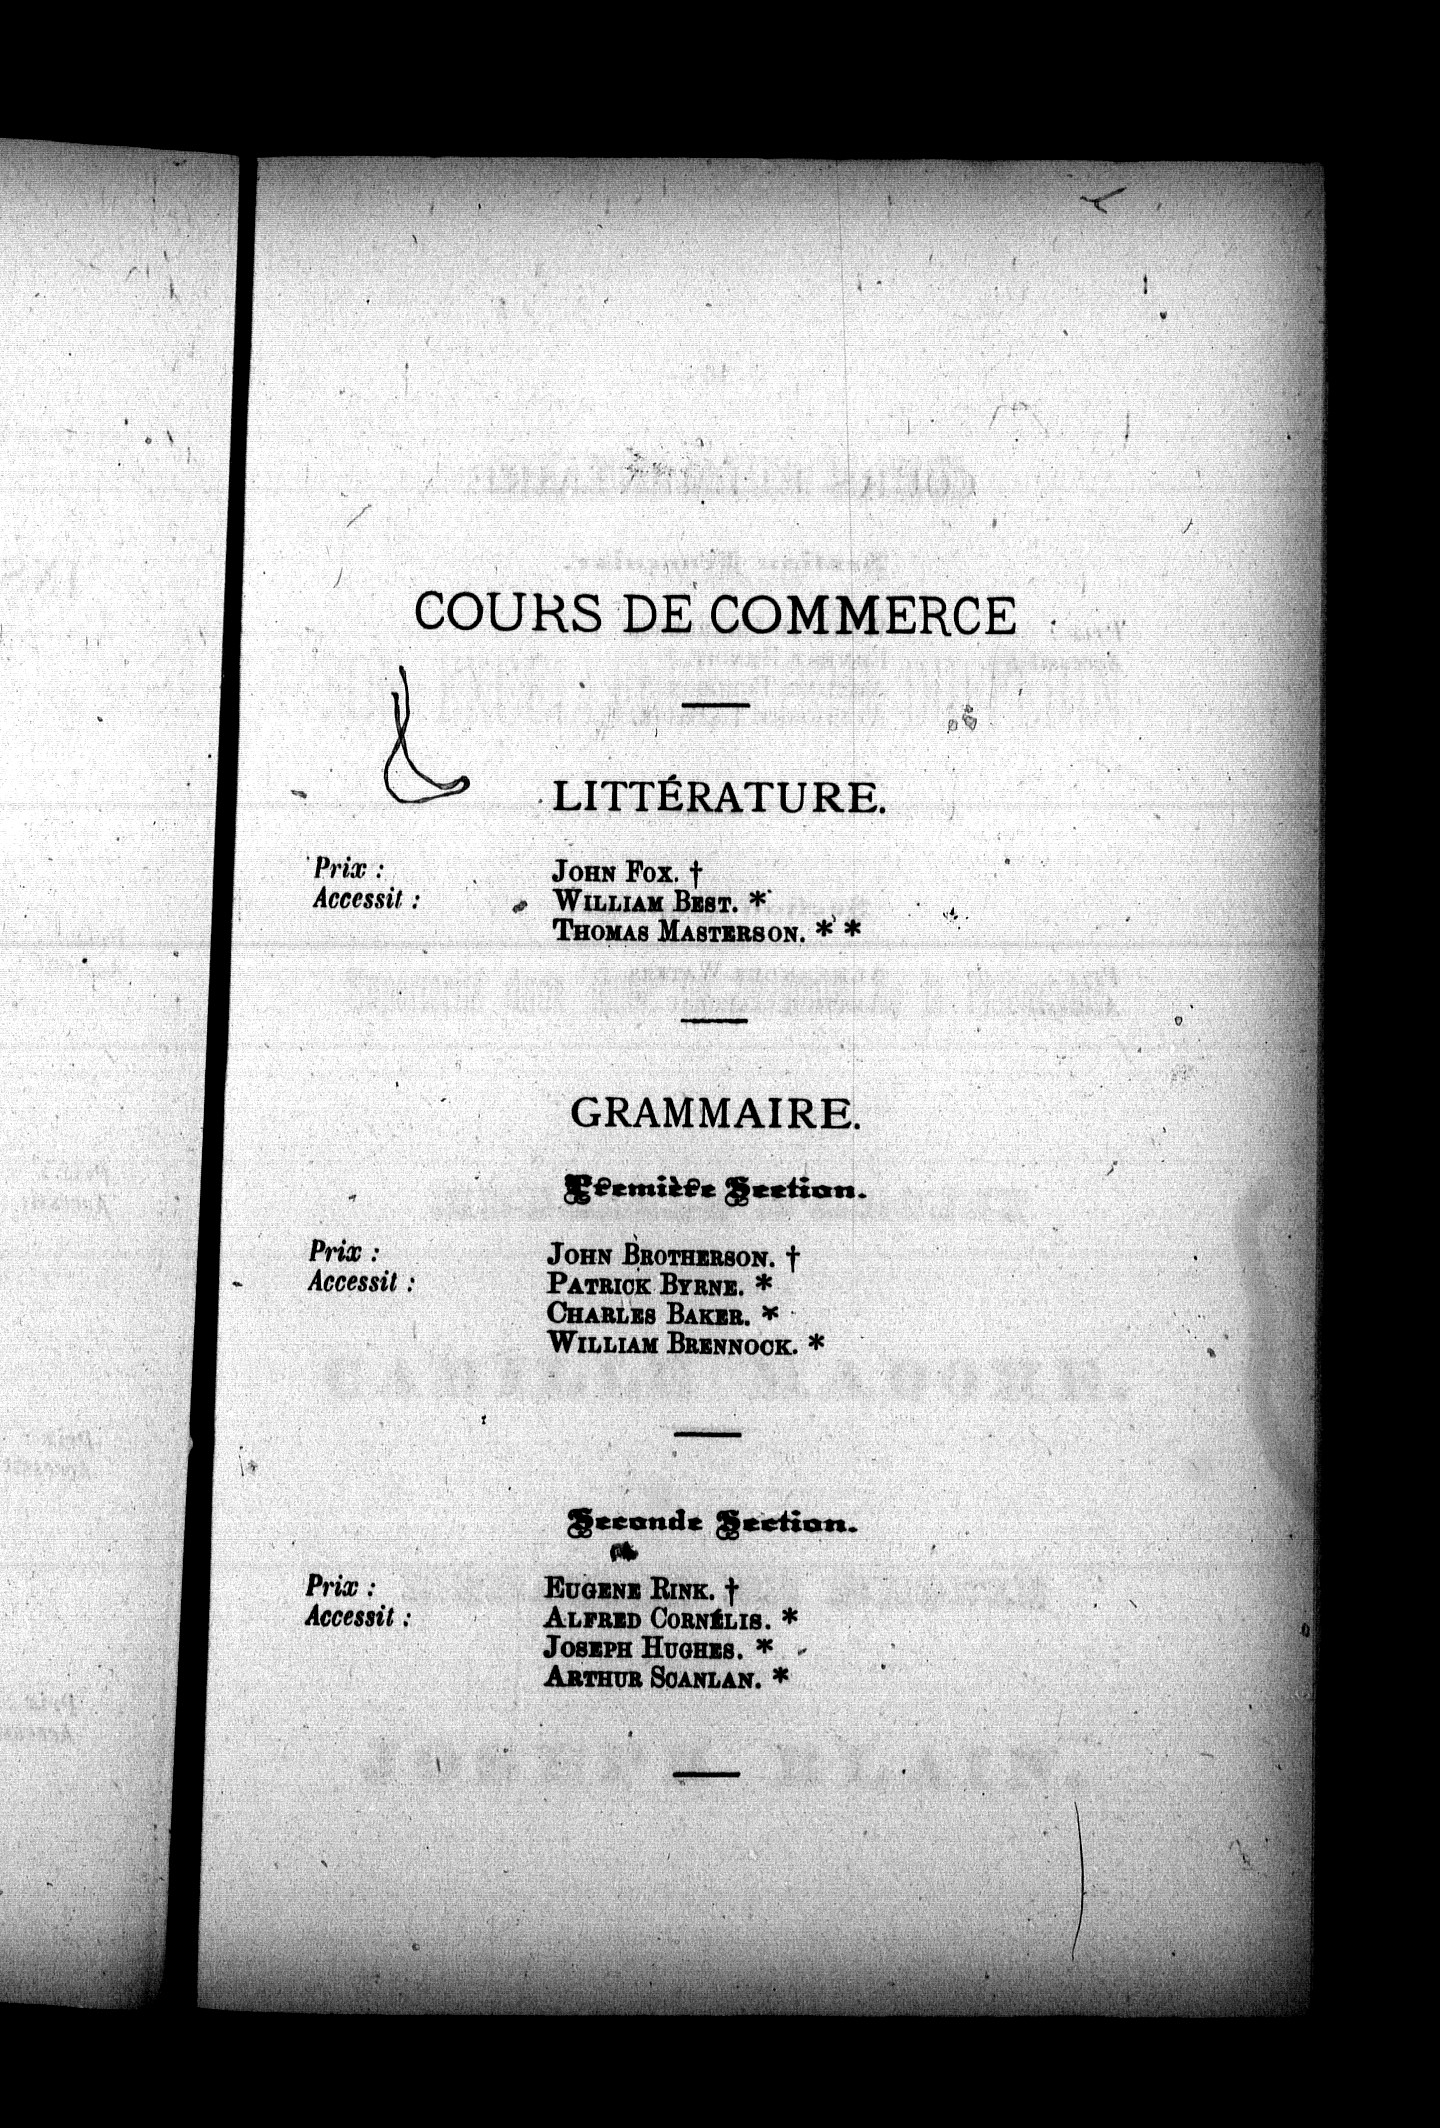 COURS DE COMMERCE
LITTÉRATURE.
Prix : JOHN FOX. †
Accessit : WILLIAM BEST. *
THOMAS MASTERSON. * *
GRAMMAIRE.
Première Section.
Prix : JOHN BROTHERSON. †
Accessit : PATRICK BYRNE. *
CHARLES BAKER. *
WILLIAM BRENNOCK. *
Seconde Section.
Prix : EUGENE RINK. †
Accessit : ALFRED CORNÉLIS. *
JOSEPH HUGHES. *
ARTHUR SCANLAN. *